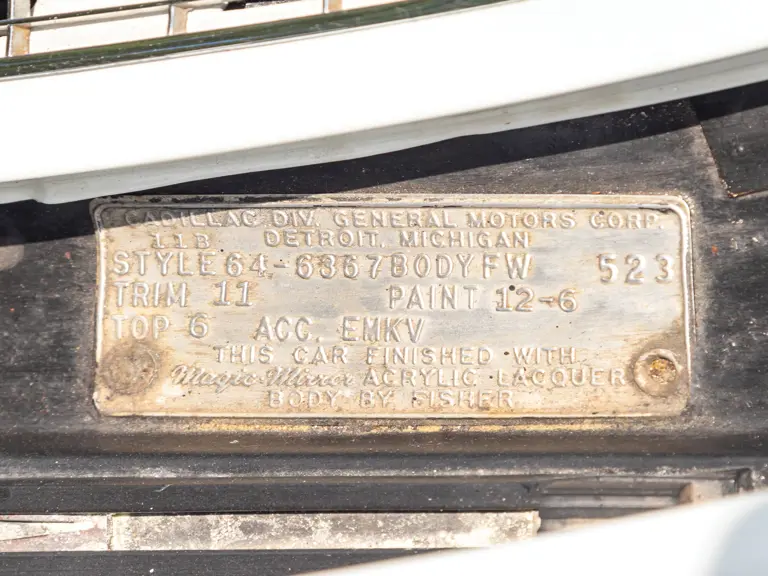 CADILLAC DIV. GENERAL MOTORS CORP.
11B DETROIT, MICHIGAN
STYLE 64-6367 BODY FW 523
TRIM 11 PAINT 12-6
TOP 6 ACC. EMKV
THIS CAR FINISHED WITH
Magic-Mirror ACRYLIC LACQUER
BODY BY FISHER